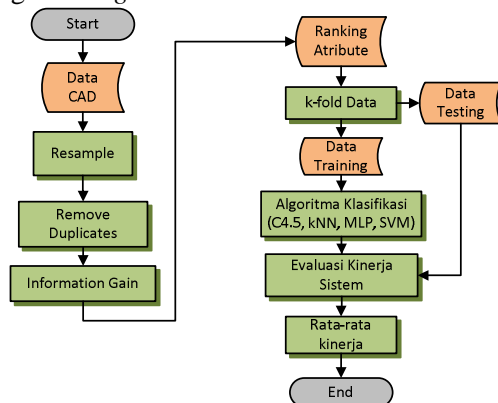 Start
Data
CAD
Resample
Remove
Duplicates
Information Gain
Ranking
Atribute
k-fold Data
Data
Testing
Data
Training
Algoritma Klasifikasi
(C4.5, kNN, MLP, SVM)
Evaluasi Kinerja
Sistem
Rata-rata
kinerja
End